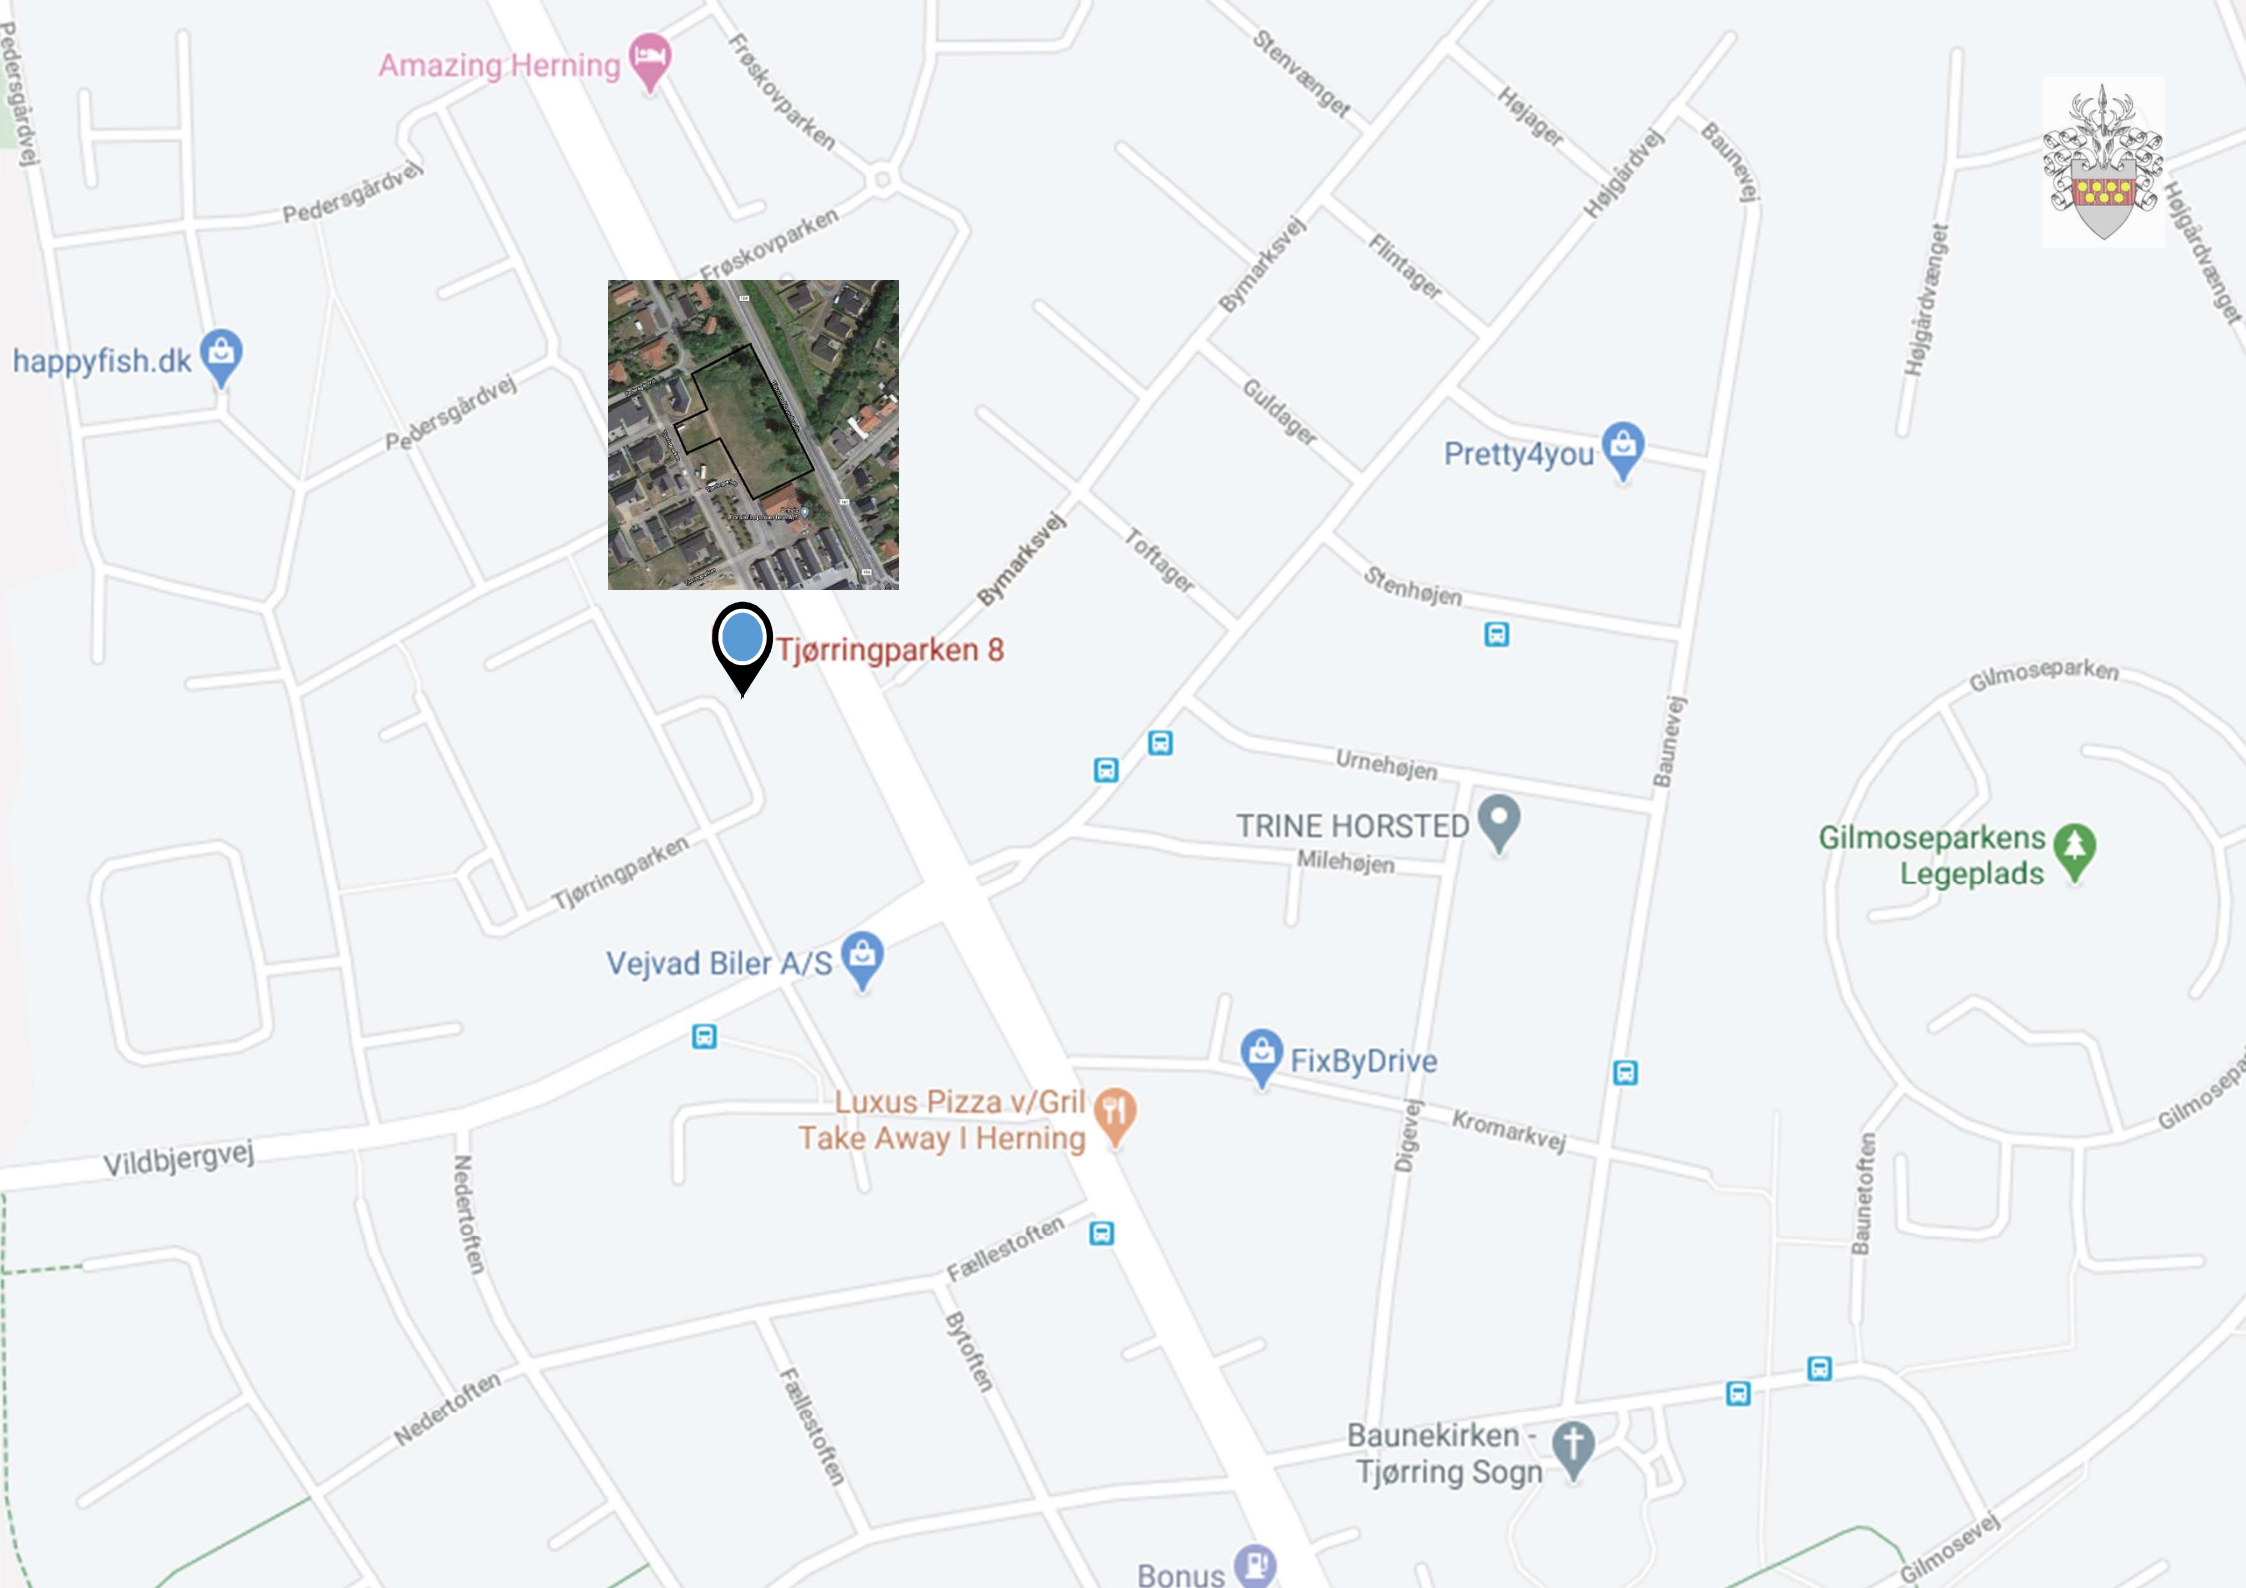 Pedersgårdvej
Amazing Herning
Frøskovparken
Stenvænget
Højager
Højgårdvej
Baunevej
Pedersgårdvej
Frøskovparken
Bymarksvej
Flintager
Højgårdvænget
Højgårdvænget
happyfish.dk
Pedersgårdvej
Guldager
Pretty4you
Bymarksvej
Toftager
Stenhøjen
Tjørringparken 8
Gilmoseparken
Baunevej
Urnehøjen
TRINE HORSTED
Milehøjen
Gilmoseparkens
Legeplads
Tjørringparken
Vejvad Biler A/S
FixByDrive
Luxus Pizza v/Gril
Take Away I Herning
Digevej
Kromarkvej
Vildbjergvej
Nedertoften
Baunetoften
Fællestoften
Bytoften
Fællestoften
Nedertoften
Baunekirken -
Tjørring Sogn
Gilmosevej
Bonus